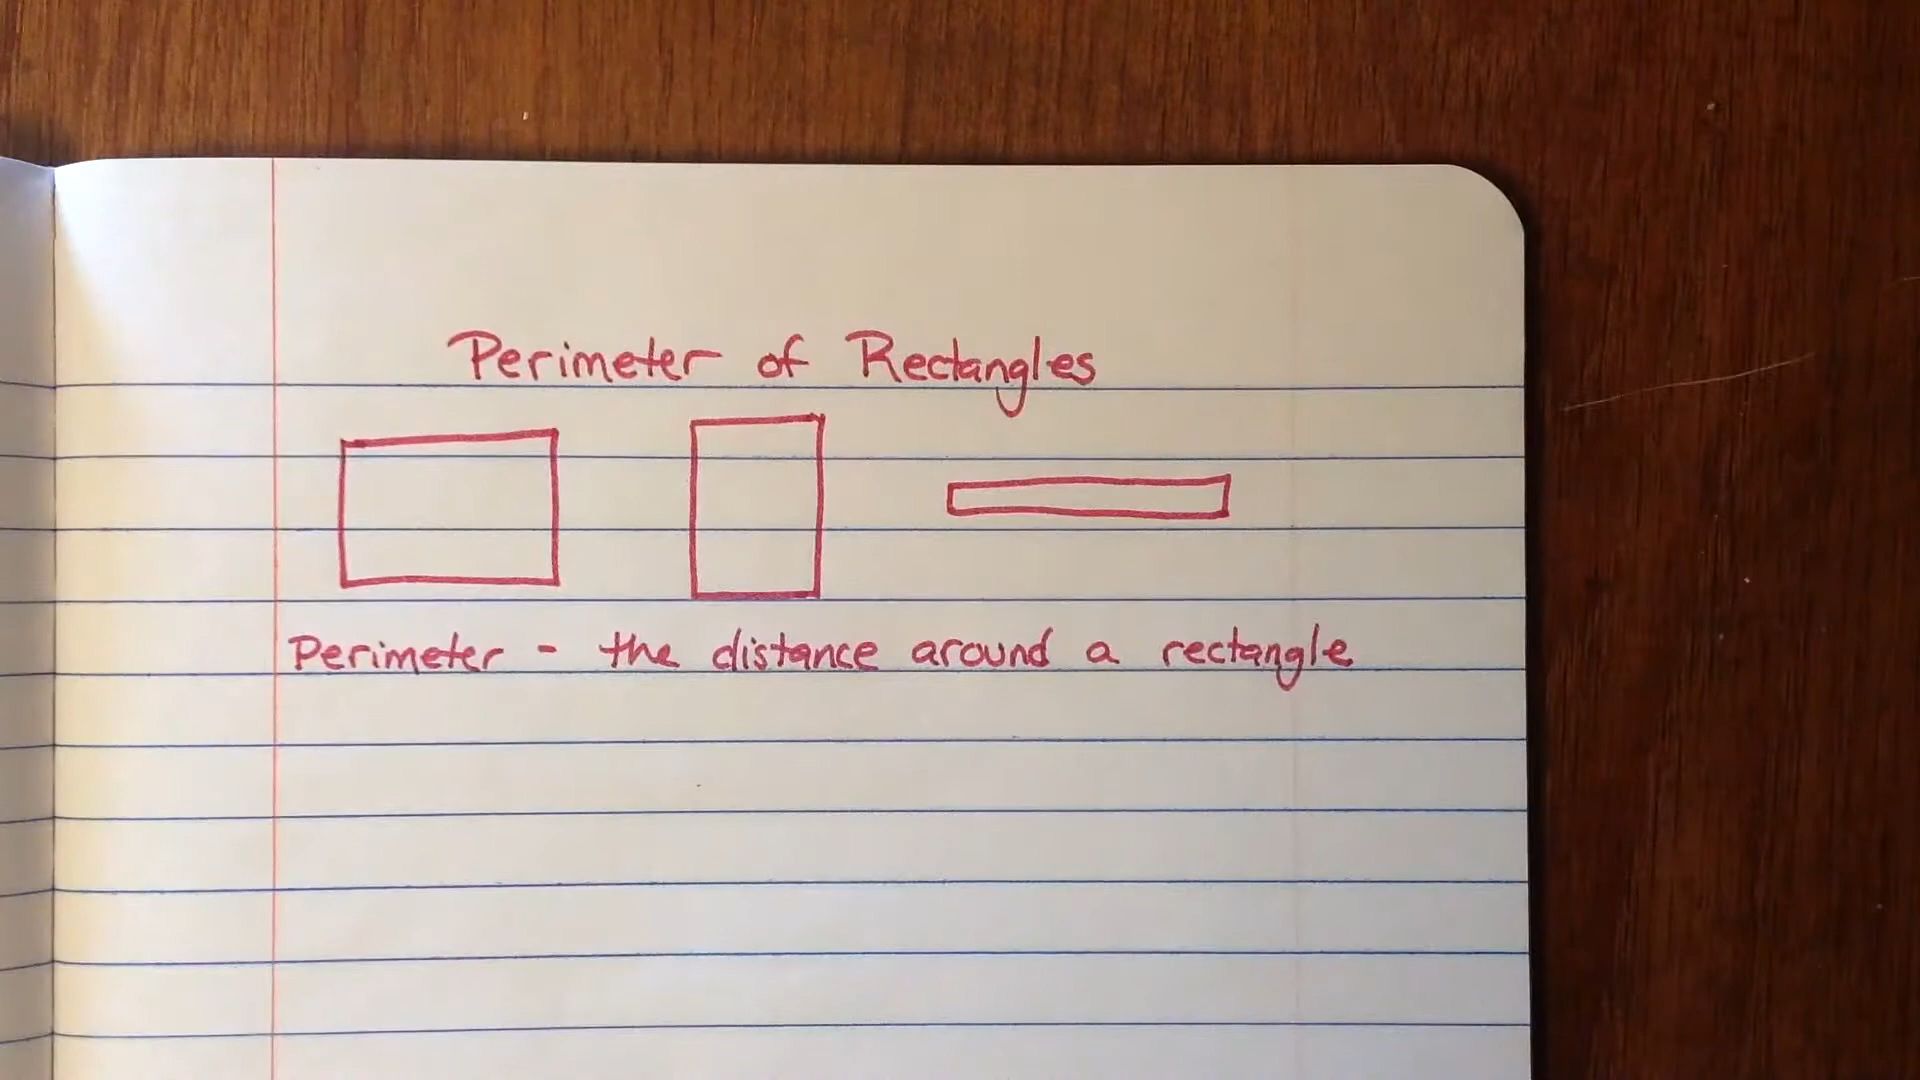 Perimeter of Rectangles
Perimeter - the distance around a rectangle